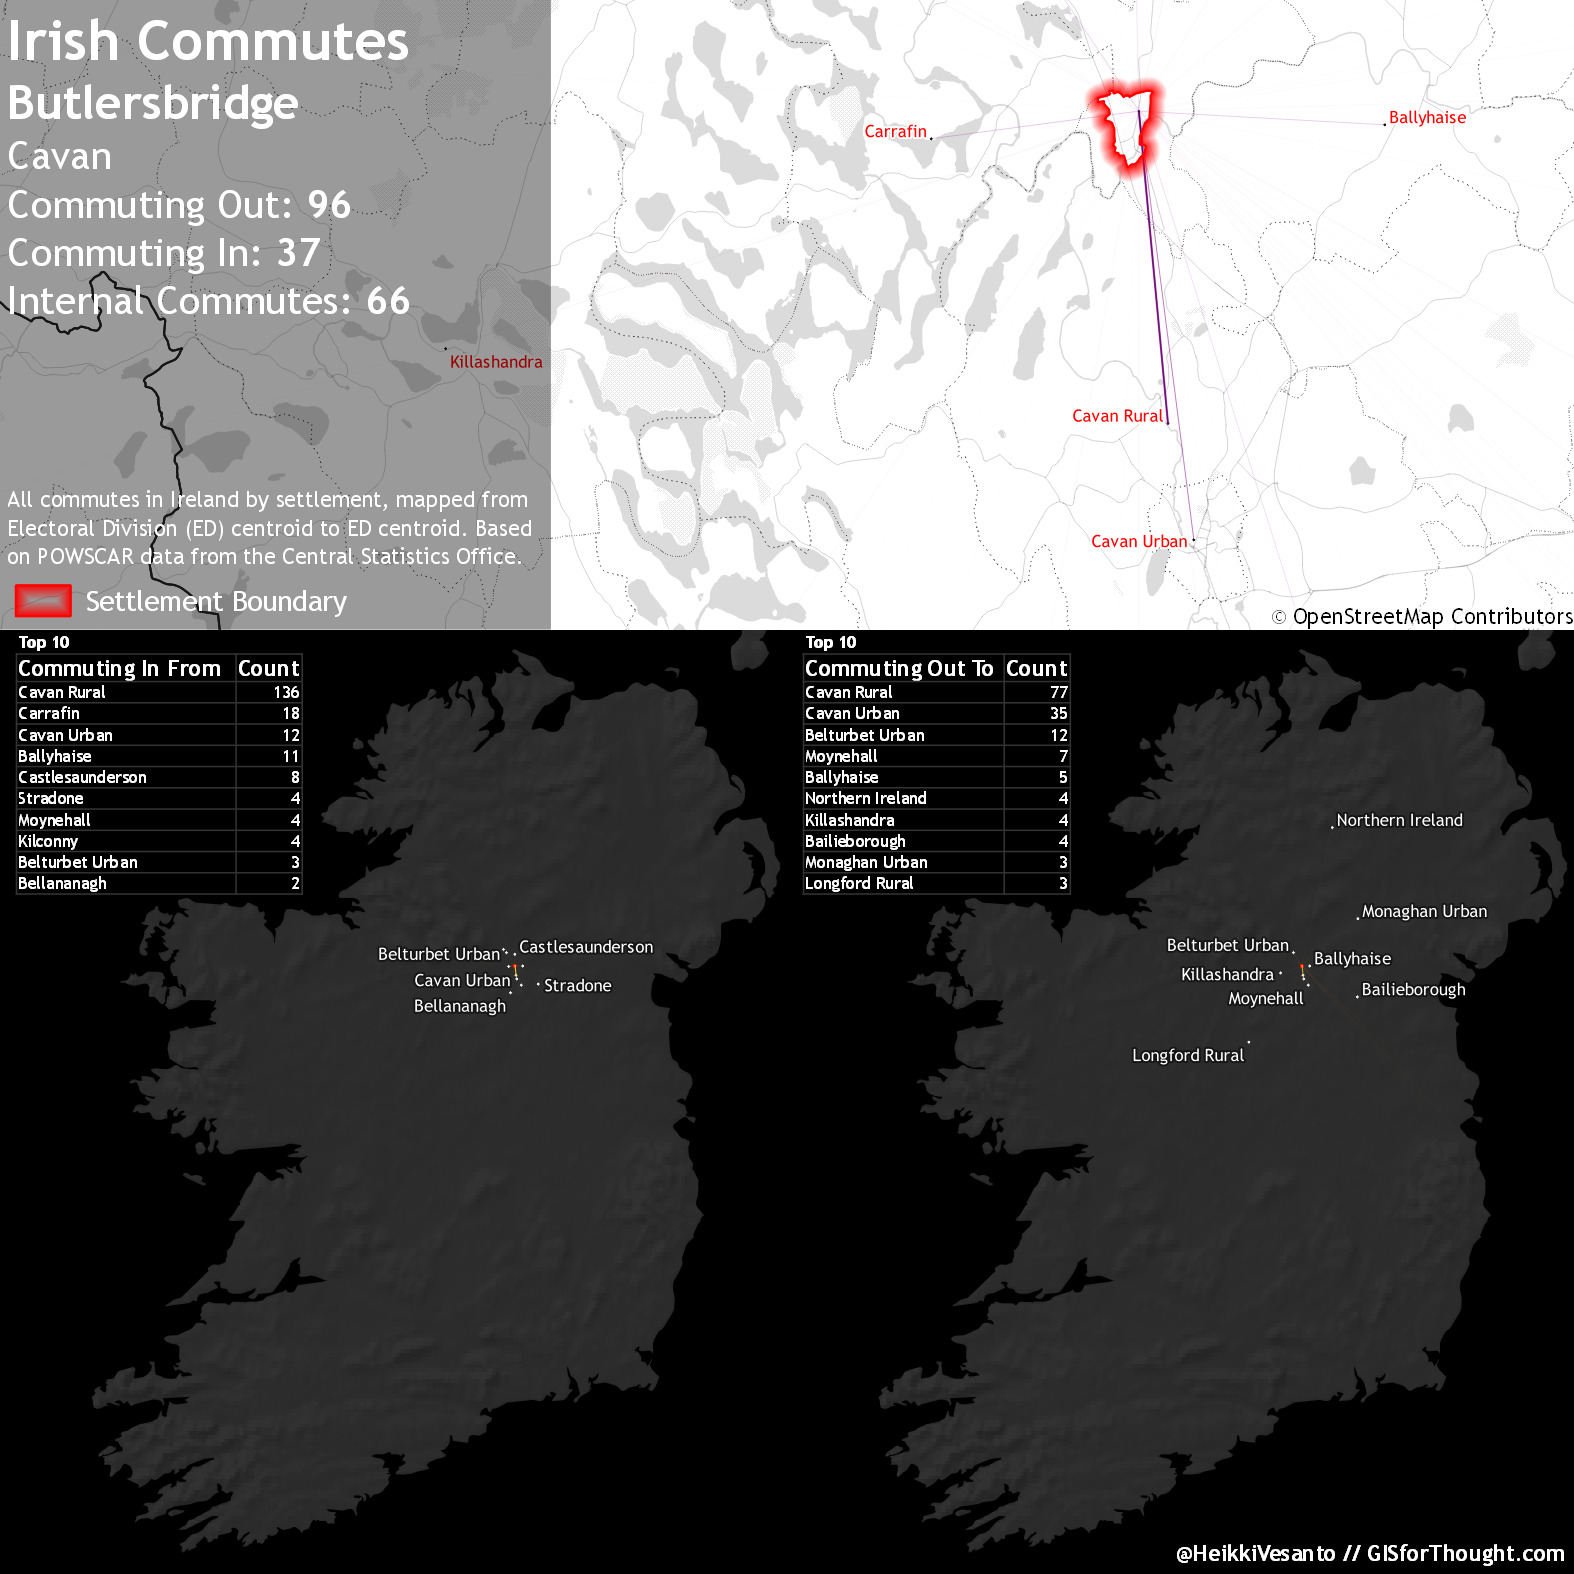 Irish Commutes
Butlersbridge
Cavan
Commuting Out: 96
Commuting In: 37
Internal Commutes: 66
Killashandra
All commutes in Ireland by settlement, mapped from
Electoral Division (ED) centroid to ED centroid. Based
on POWSCAR data from the Central Statistics Office.
Settlement Boundary
Carrafin
Ballyhaise
Cavan Rural
Cavan Urban
© OpenStreetMap Contributors
Top 10
Commuting In From Count
Cavan Rural 136
Carrafin 18
Cavan Urban 12
Ballyhaise 11
Castlesaunderson 8
Stradone 4
Moynehall 4
Kilconny 4
Belturbet Urban 3
Bellananagh 2
Belturbet Urban
Castlesaunderson
Cavan Urban
Stradone
Bellananagh
Top 10
Commuting Out To Count
Cavan Rural 77
Cavan Urban 35
Belturbet Urban 12
Moynehall 7
Ballyhaise 5
Northern Ireland 4
Killashandra 4
Bailieborough 4
Monaghan Urban 3
Longford Rural 3
Northern Ireland
Monaghan Urban
Belturbet Urban
Ballyhaise
Killashandra
Bailieborough
Moynehall
Longford Rural
@HeikkiVesanto // GISforThought.com